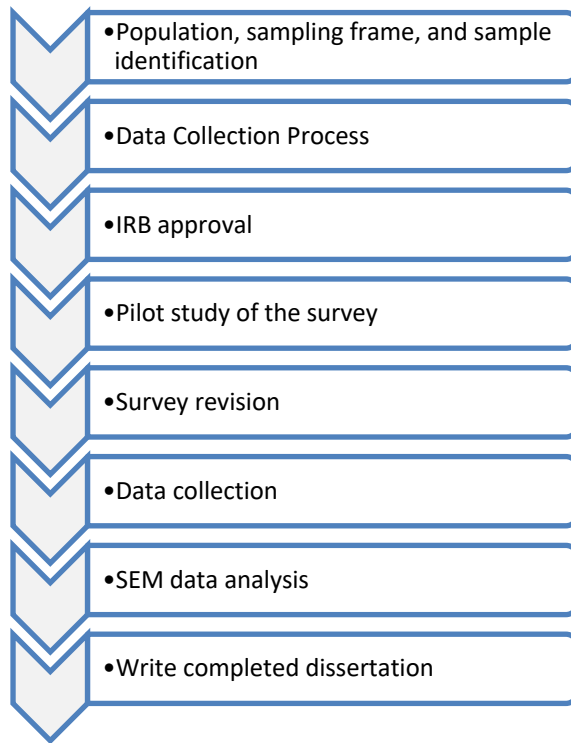 •Population, sampling frame, and sample
identification
•Data Collection Process
•IRB approval
•Pilot study of the survey
•Survey revision
•Data collection
•SEM data analysis
•Write completed dissertation